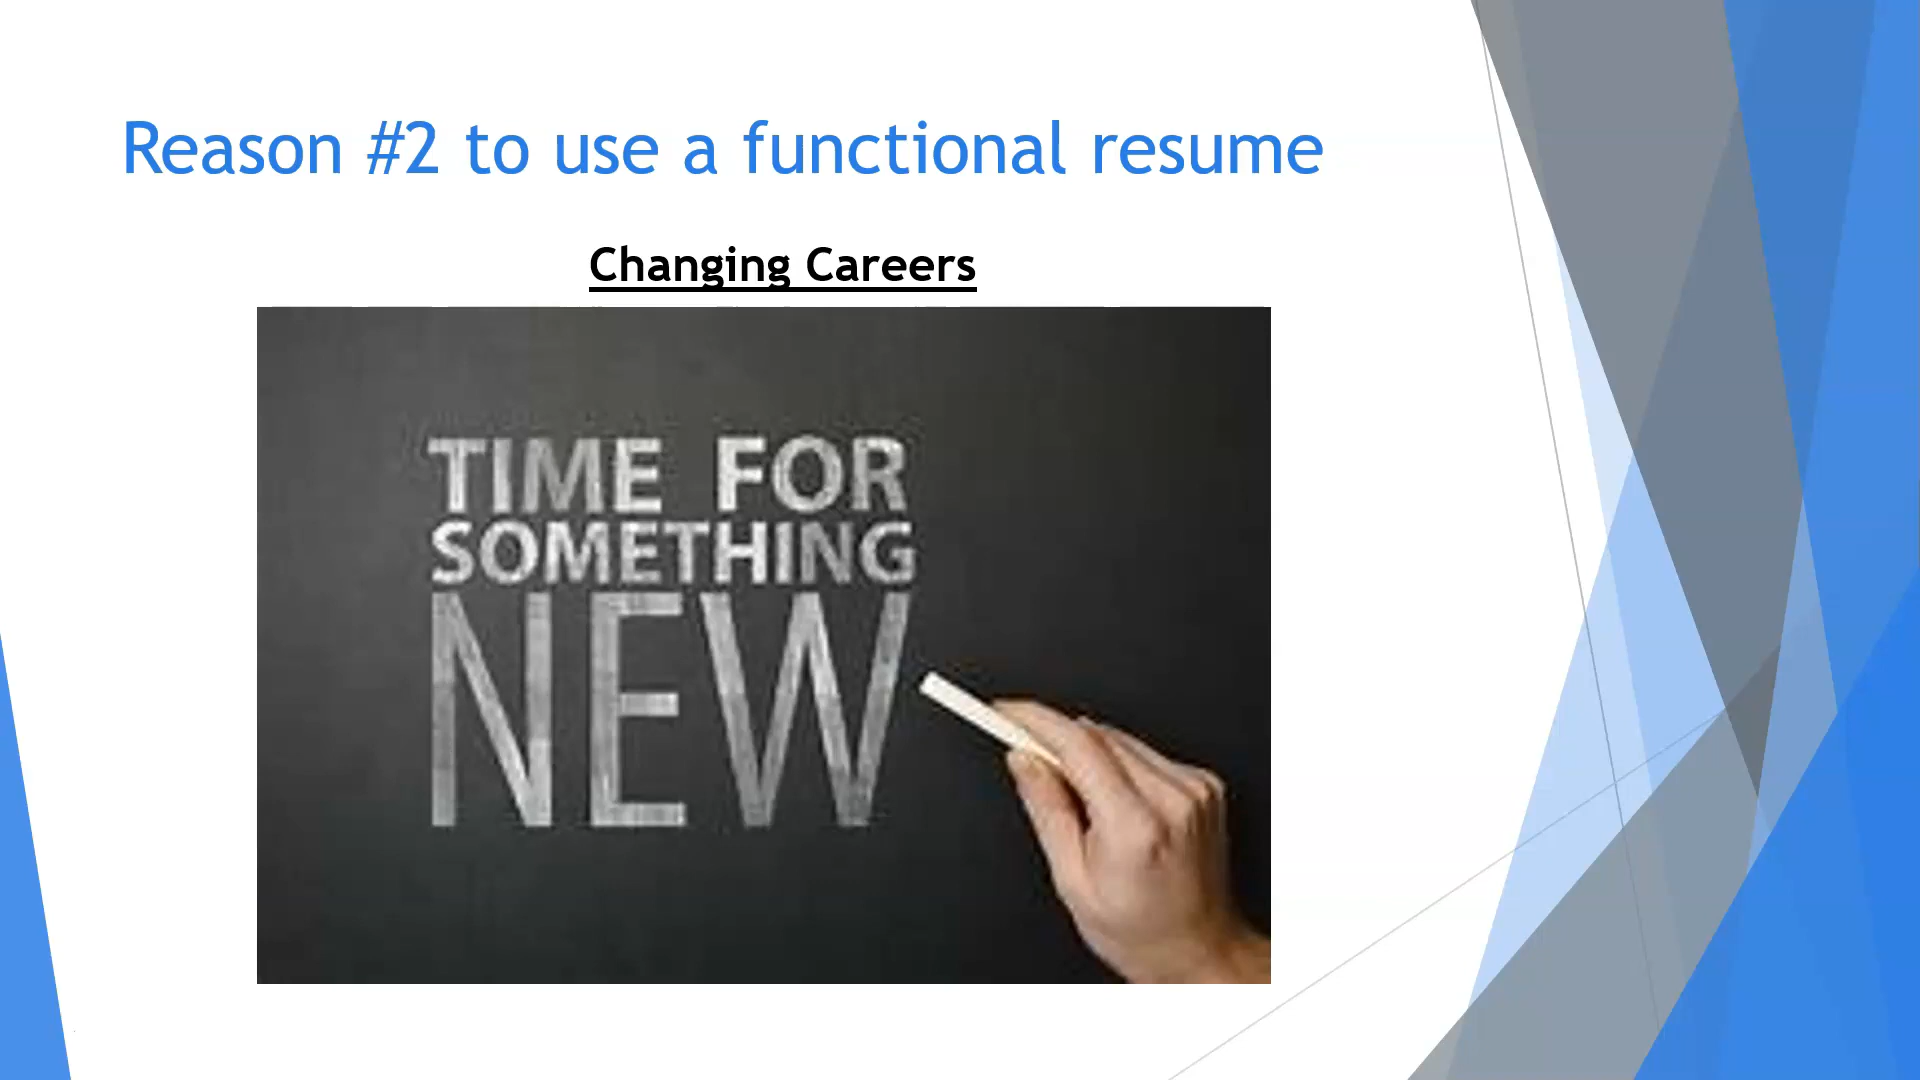 Reason #2 to use a functional resume
Changing Careers
TIME FOR
SOMETHING
NEW